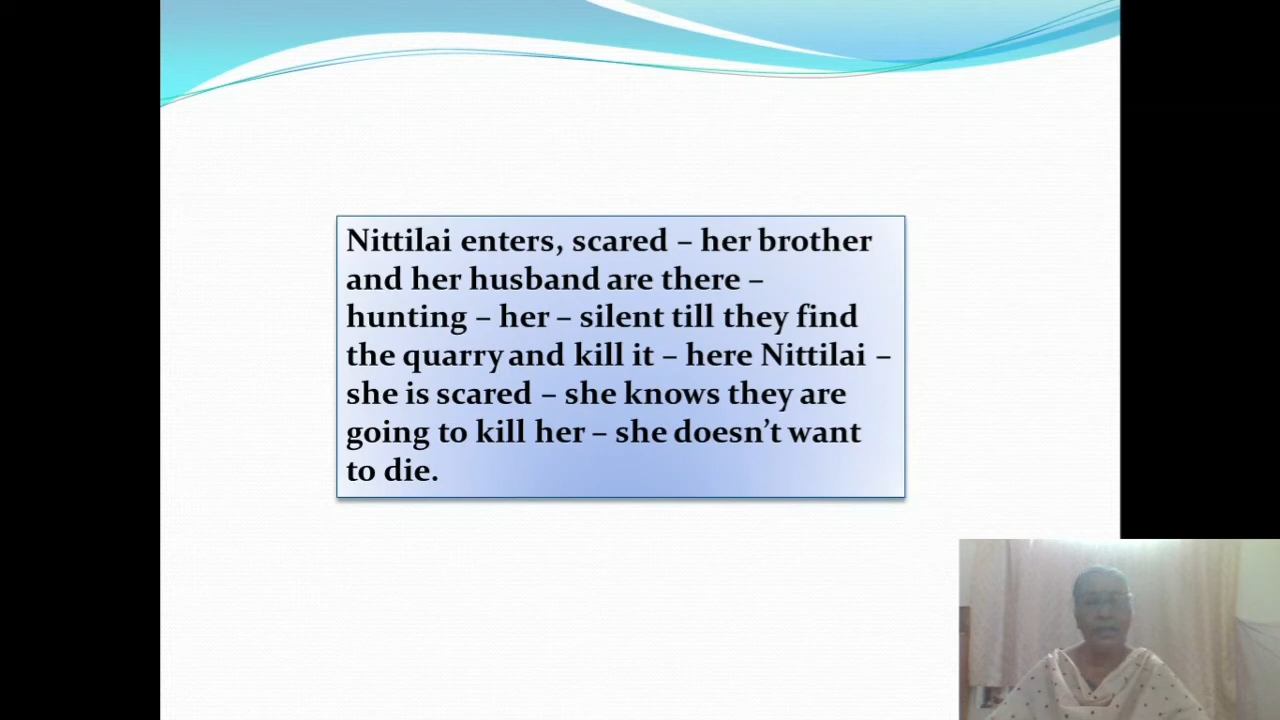 Nittilai enters, scared – her brother
and her husband are there –
hunting – her – silent till they find
the quarry and kill it – here Nittilai –
she is scared – she knows they are
going to kill her – she doesn’t want
to die.